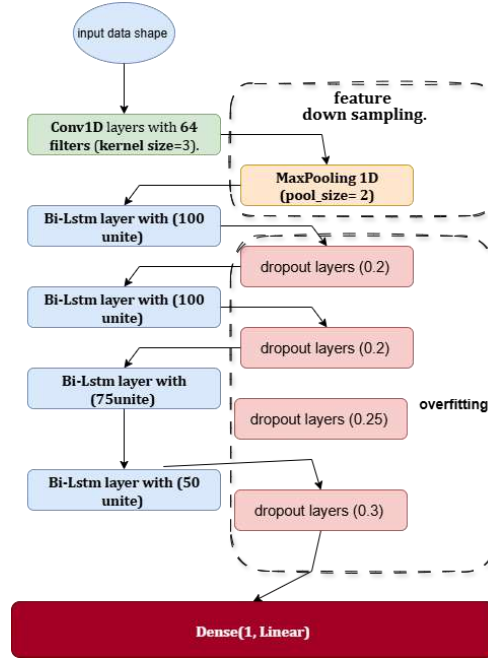 input data shape
feature
down sampling.
Conv1D layers with 64
filters (kernel size=3).
MaxPooling 1D
(pool_size= 2)
Bi-Lstm layer with (100
unite)
dropout layers (0.2)
Bi-Lstm layer with (100
unite)
dropout layers (0.2)
Bi-Lstm layer with
(75unite)
dropout layers (0.25)
overfitting
Bi-Lstm layer with (50
unite)
dropout layers (0.3)
Dense(1, Linear)